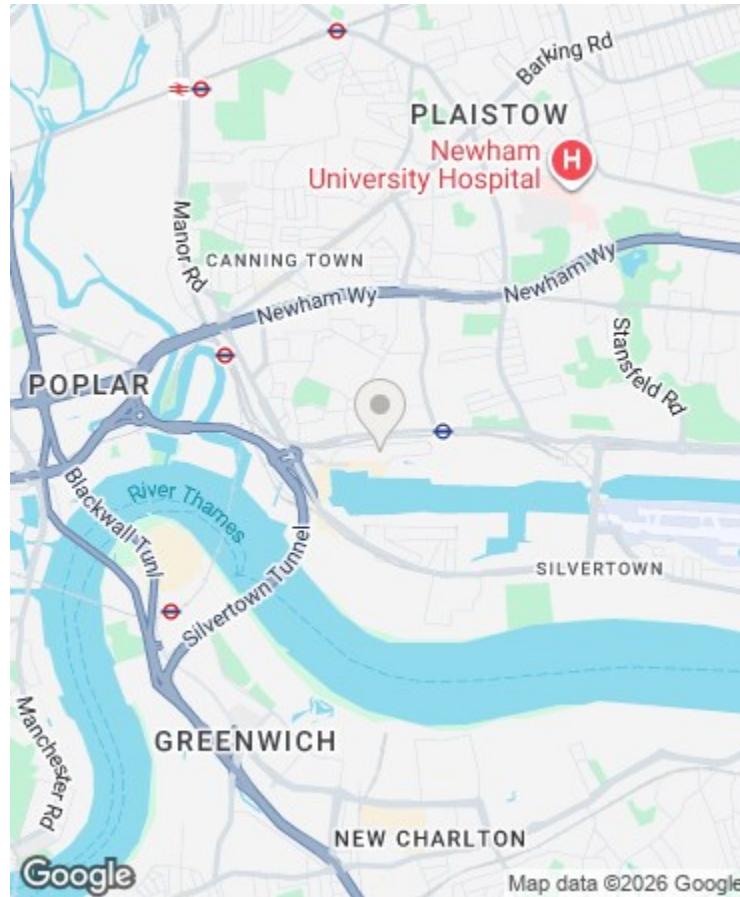 Barking Rd
PLAISTOW
Newham
University Hospital
H
Manor Rd
CANNING TOWN
Newham Wy
Newham Wy
Stansfeld Rd
POPLAR
Blackwall Tunl
River Thames
Silvertown Tunnel
SILVERTOWN
Manchester Rd
GREENWICH
NEW CHARLTON
Google
Map data ©2026 Google